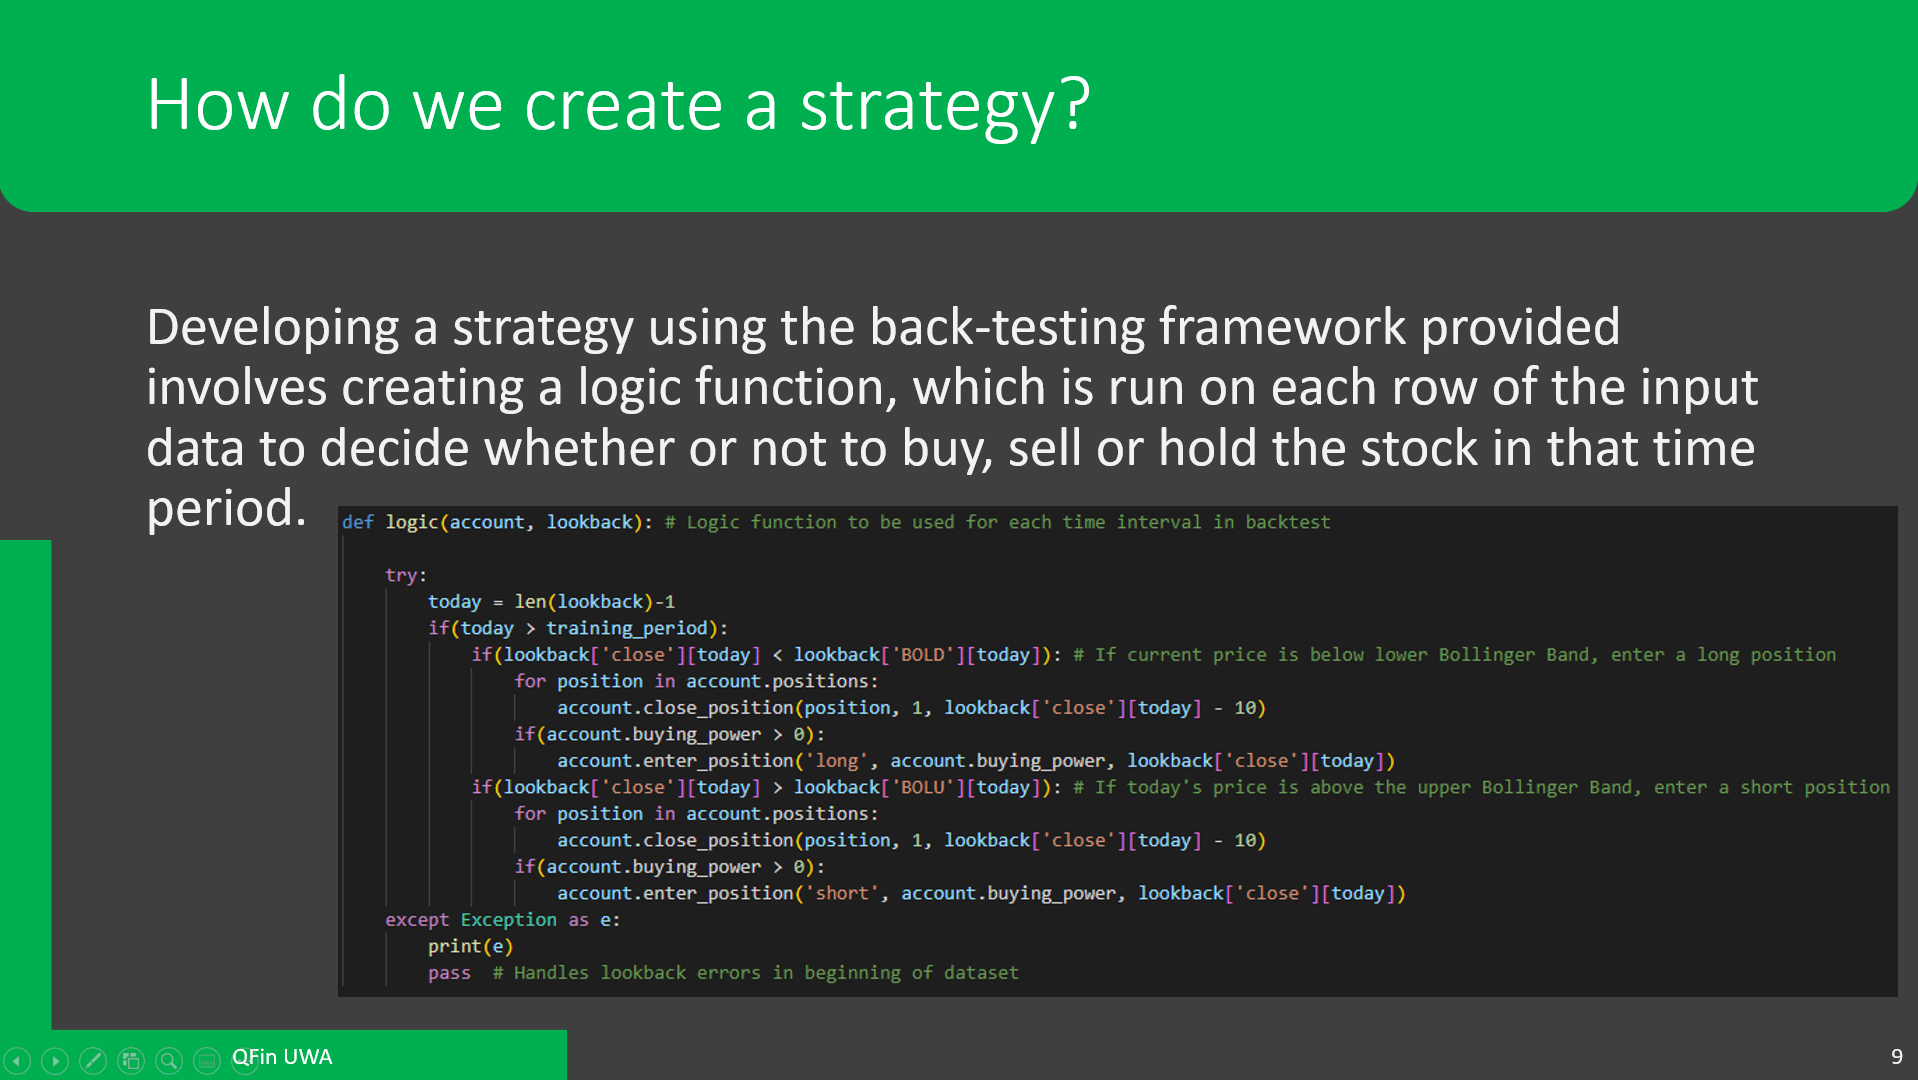 How do we create a strategy?
Developing a strategy using the back-testing framework provided
involves creating a logic function, which is run on each row of the input
data to decide whether or not to buy, sell or hold the stock in that time
period.
def logic(account, lookback): # Logic function to be used for each time interval in backtest
try:
today = len(lookback)-1
if(today > training_period):
if(lookback['close'][today] < lookback['BOLD'][today]): # If current price is below lower Bollinger Band, enter a long position
for position in account.positions:
account.close_position(position, 1, lookback['close'][today] - 10)
if(account.buying_power > 0):
account.enter_position('long', account.buying_power, lookback['close'][today])
if(lookback['close'][today] > lookback['BOLU'][today]): # If today's price is above the upper Bollinger Band, enter a short position
for position in account.positions:
account.close_position(position, 1, lookback['close'][today] - 10)
if(account.buying_power > 0):
account.enter_position('short', account.buying_power, lookback['close'][today])
except Exception as e:
print(e)
pass # Handles lookback errors in beginning of dataset
QFin UWA
9